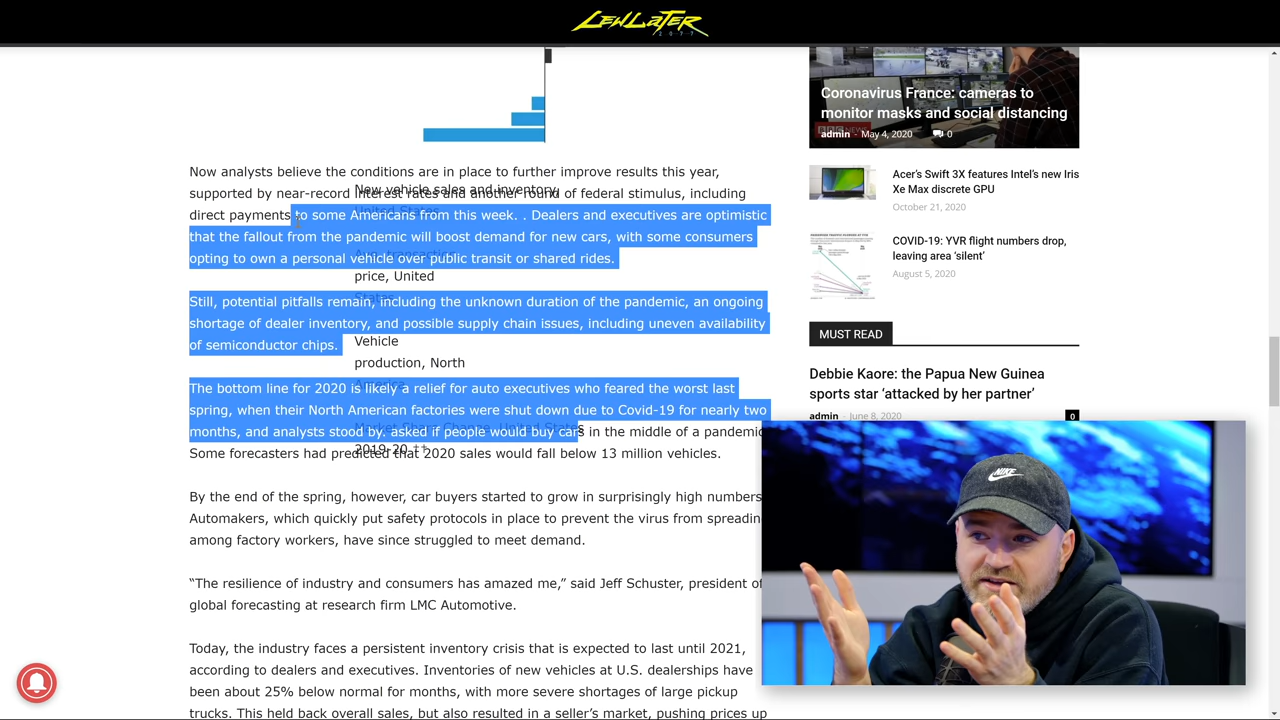 LEWLATER
2 0 7 7
Now analysts believe the conditions are in place to further improve results this year,
supported by near-record interest rates and another round of federal stimulus, including
direct payments to some Americans from this week. . Dealers and executives are optimistic
that the fallout from the pandemic will boost demand for new cars, with some consumers
opting to own a personal vehicle over public transit or shared rides.
Still, potential pitfalls remain, including the unknown duration of the pandemic, an ongoing
shortage of dealer inventory, and possible supply chain issues, including uneven availability
of semiconductor chips.
The bottom line for 2020 is likely a relief for auto executives who feared the worst last
spring, when their North American factories were shut down due to Covid-19 for nearly two
months, and analysts stood by. asked if people would buy cars in the middle of a pandemic
Some forecasters had predicted that 2020 sales would fall below 13 million vehicles.
By the end of the spring, however, car buyers started to grow in surprisingly high numbers
Automakers, which quickly put safety protocols in place to prevent the virus from spreadin
among factory workers, have since struggled to meet demand.
“The resilience of industry and consumers has amazed me,” said Jeff Schuster, president of
global forecasting at research firm LMC Automotive.
Today, the industry faces a persistent inventory crisis that is expected to last until 2021,
according to dealers and executives. Inventories of new vehicles at U.S. dealerships have
been about 25% below normal for months, with more severe shortages of large pickup
trucks. This held back overall sales, but also resulted in a seller’s market, pushing prices up
New vehicle sales and inventory,
United States
price, United
States
Vehicle
production, North
America
Market Share Change, United States
2019-20 **
Coronavirus France: cameras to
monitor masks and social distancing
admin - May 4, 2020 0
Acer’s Swift 3X features Intel’s new Iris
Xe Max discrete GPU
October 21, 2020
COVID-19: YVR flight numbers drop,
leaving area ‘silent’
August 5, 2020
MUST READ
Debbie Kaore: the Papua New Guinea
sports star ‘attacked by her partner’
admin - June 8, 2020 0
NIKE